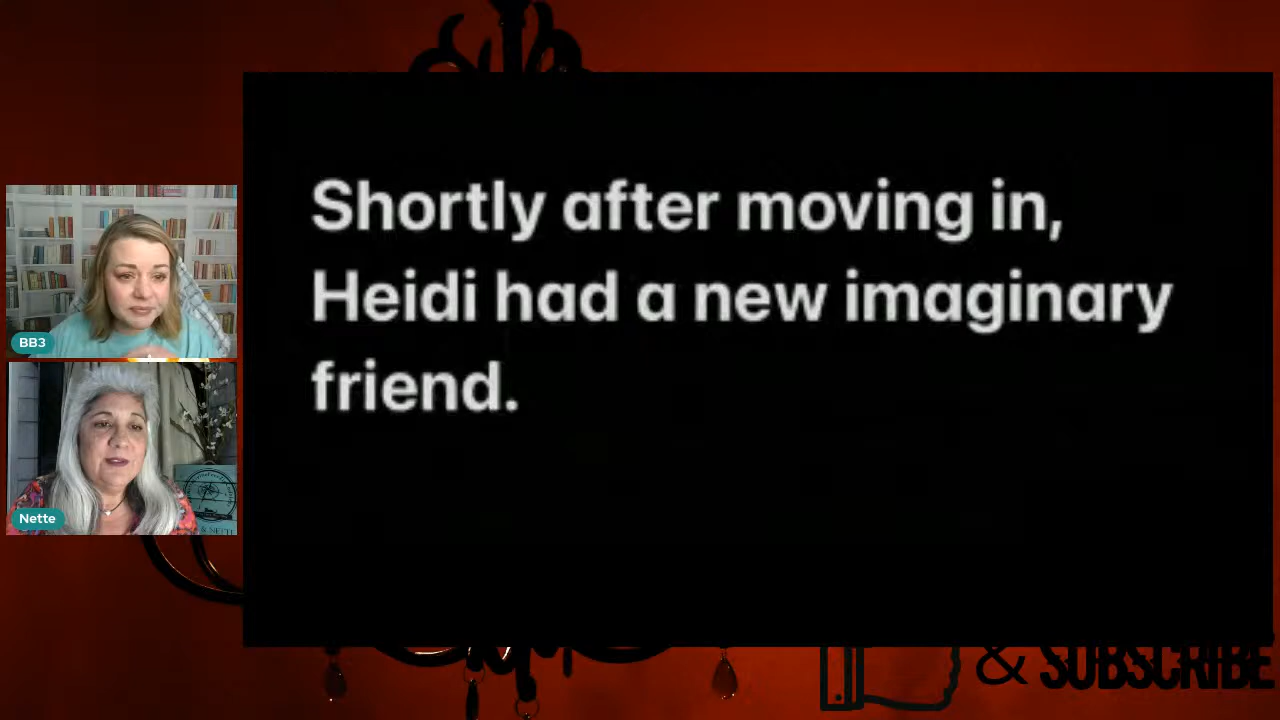 Shortly after moving in,
Heidi had a new imaginary
friend.
BB3
Nette
& SUBSCRIBE